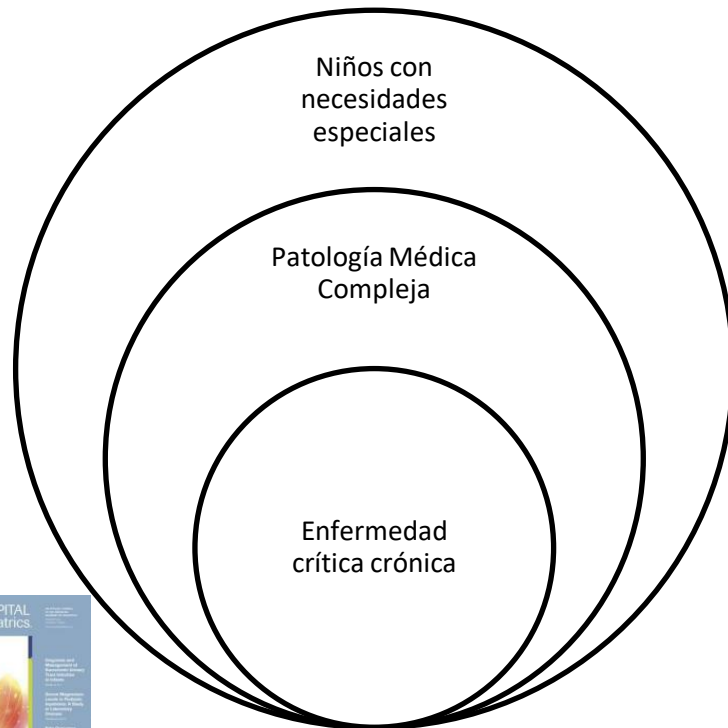 Niños con
necesidades
especiales
Patología Médica
Compleja
Enfermedad
crítica crónica
PITAL
atrics.